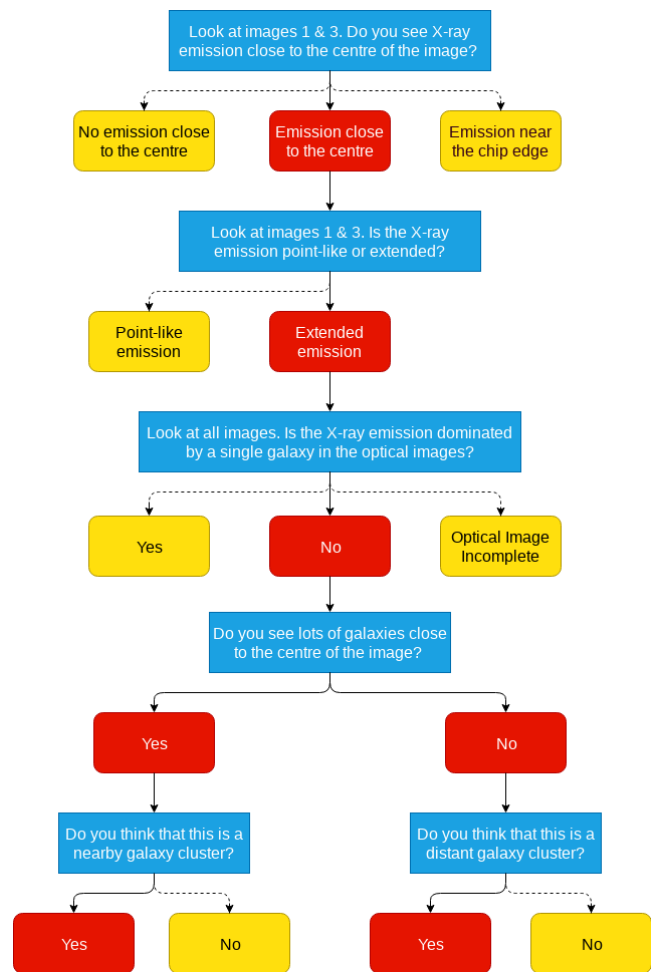 Look at images 1 & 3. Do you see X-ray
emission close to the centre of the image?
No emission close
to the centre
Emission close
to the centre
Emission near
the chip edge
Look at images 1 & 3. Is the X-ray
emission point-like or extended?
Point-like
emission
Extended
emission
Look at all images. Is the X-ray emission dominated
by a single galaxy in the optical images?
Yes
No
Optical Image
Incomplete
Do you see lots of galaxies close
to the centre of the image?
Yes
No
Do you think that this is a
nearby galaxy cluster?
Do you think that this is a
distant galaxy cluster?
Yes
No
Yes
No